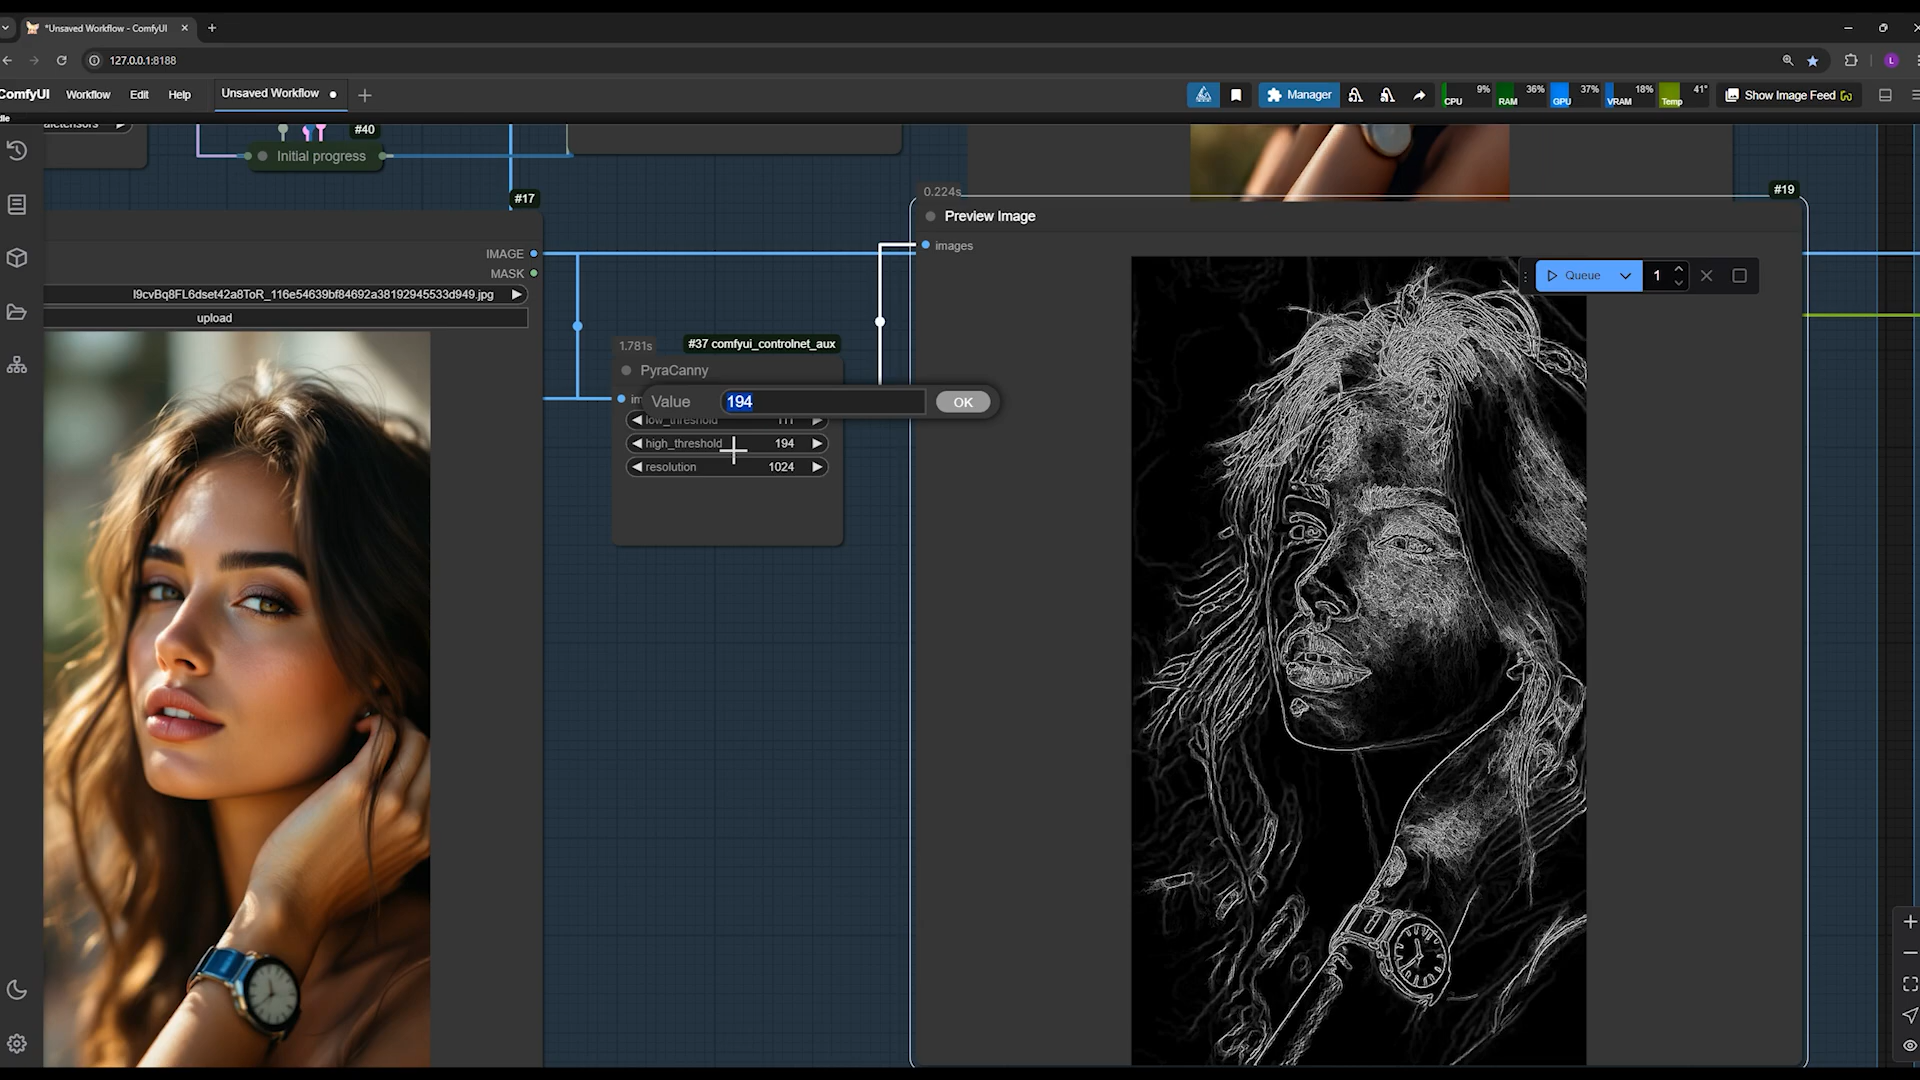 *Unsaved Workflow - ComfyUI
127.0.0.1:8188
ComfyUI Workflow Edit Help Unsaved Workflow
Manager CPU 9% RAM 36% GPU 37% VRAM 18% Temp 41° Show Image Feed
#40
Initial progress
#17
0.224s
#19
Preview Image
images
IMAGE
MASK
l9cvBq8FL6dset42a8ToR_116e54639bf84692a38192945533d949.jpg
upload
Queue 1
1.781s
#37 comfyui_controlnet_aux
PyraCanny
Value 194 OK
low_threshold 111
high_threshold 194
resolution 1024